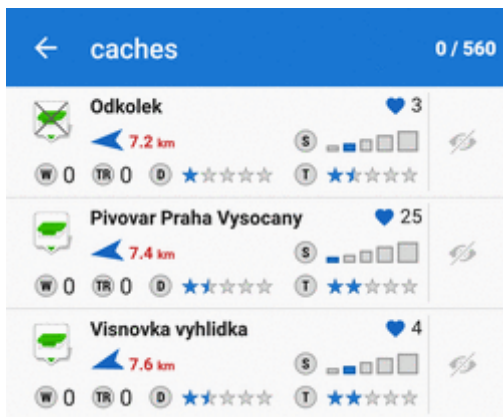 caches 0 / 560
Odkolek 3
7.2 km S
W 0 TR 0 D T
Pivovar Praha Vysocany 25
7.4 km S
W 0 TR 0 D T
Visnovka vyhlidka 4
7.6 km S
W 0 TR 0 D T